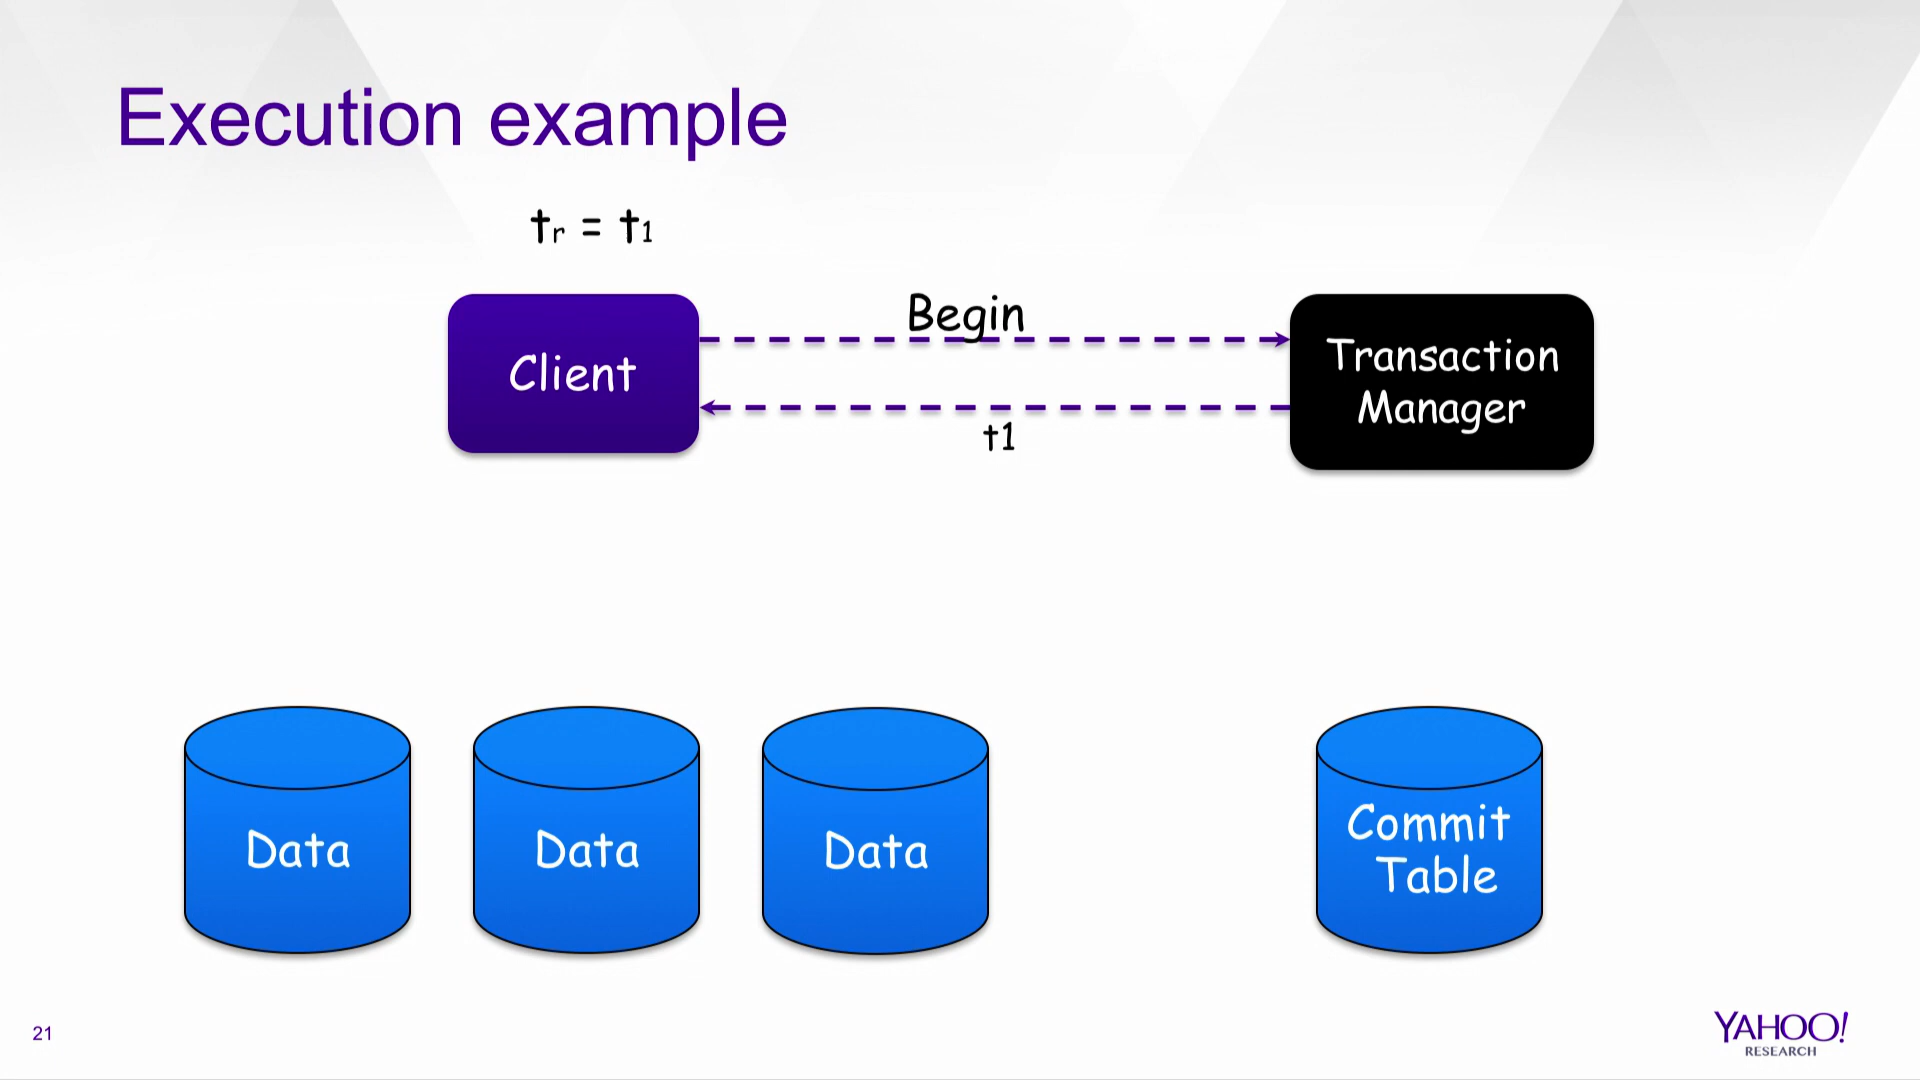 Execution example
tr = t1
Begin
Client
Transaction
Manager
t1
Data
Data
Data
Commit
Table
21
YAHOO!
RESEARCH